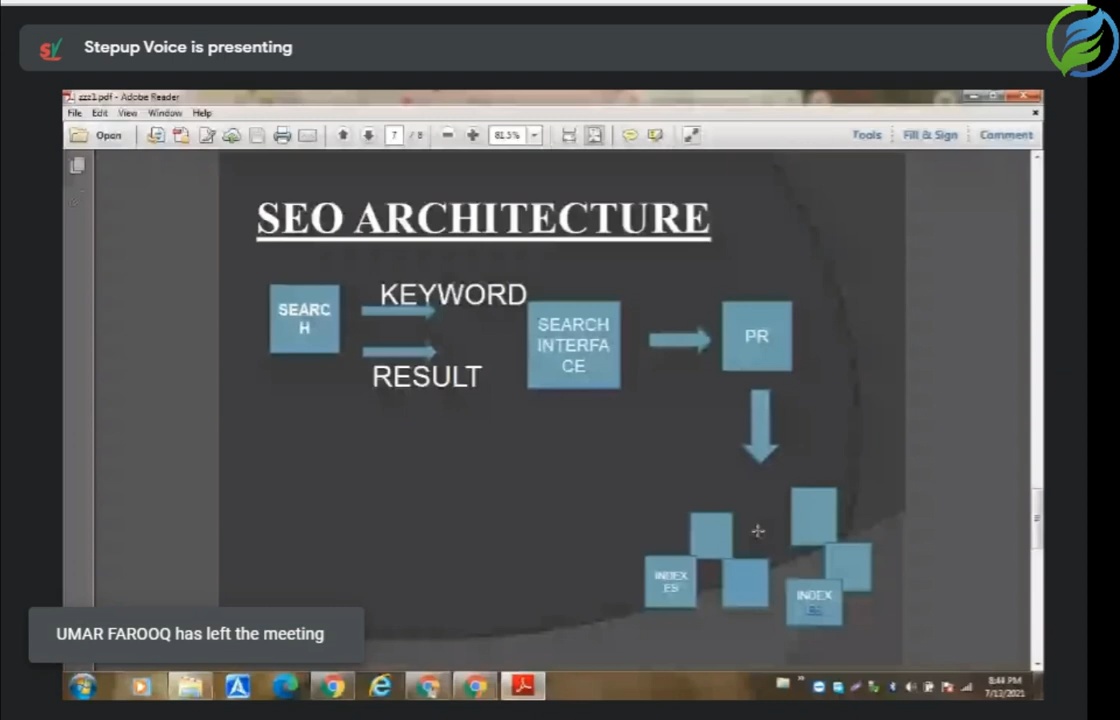 Stepup Voice is presenting
zzz1.pdf - Adobe Reader
File Edit View Window Help
Open 7 / 8 81.5% Tools Fill & Sign Comment
SEO ARCHITECTURE
KEYWORD
SEARC
H
SEARCH
INTERFA
CE
PR
RESULT
INDEX
ES
INDEX
UMAR FAROOQ has left the meeting
8:44 PM
7/13/2021